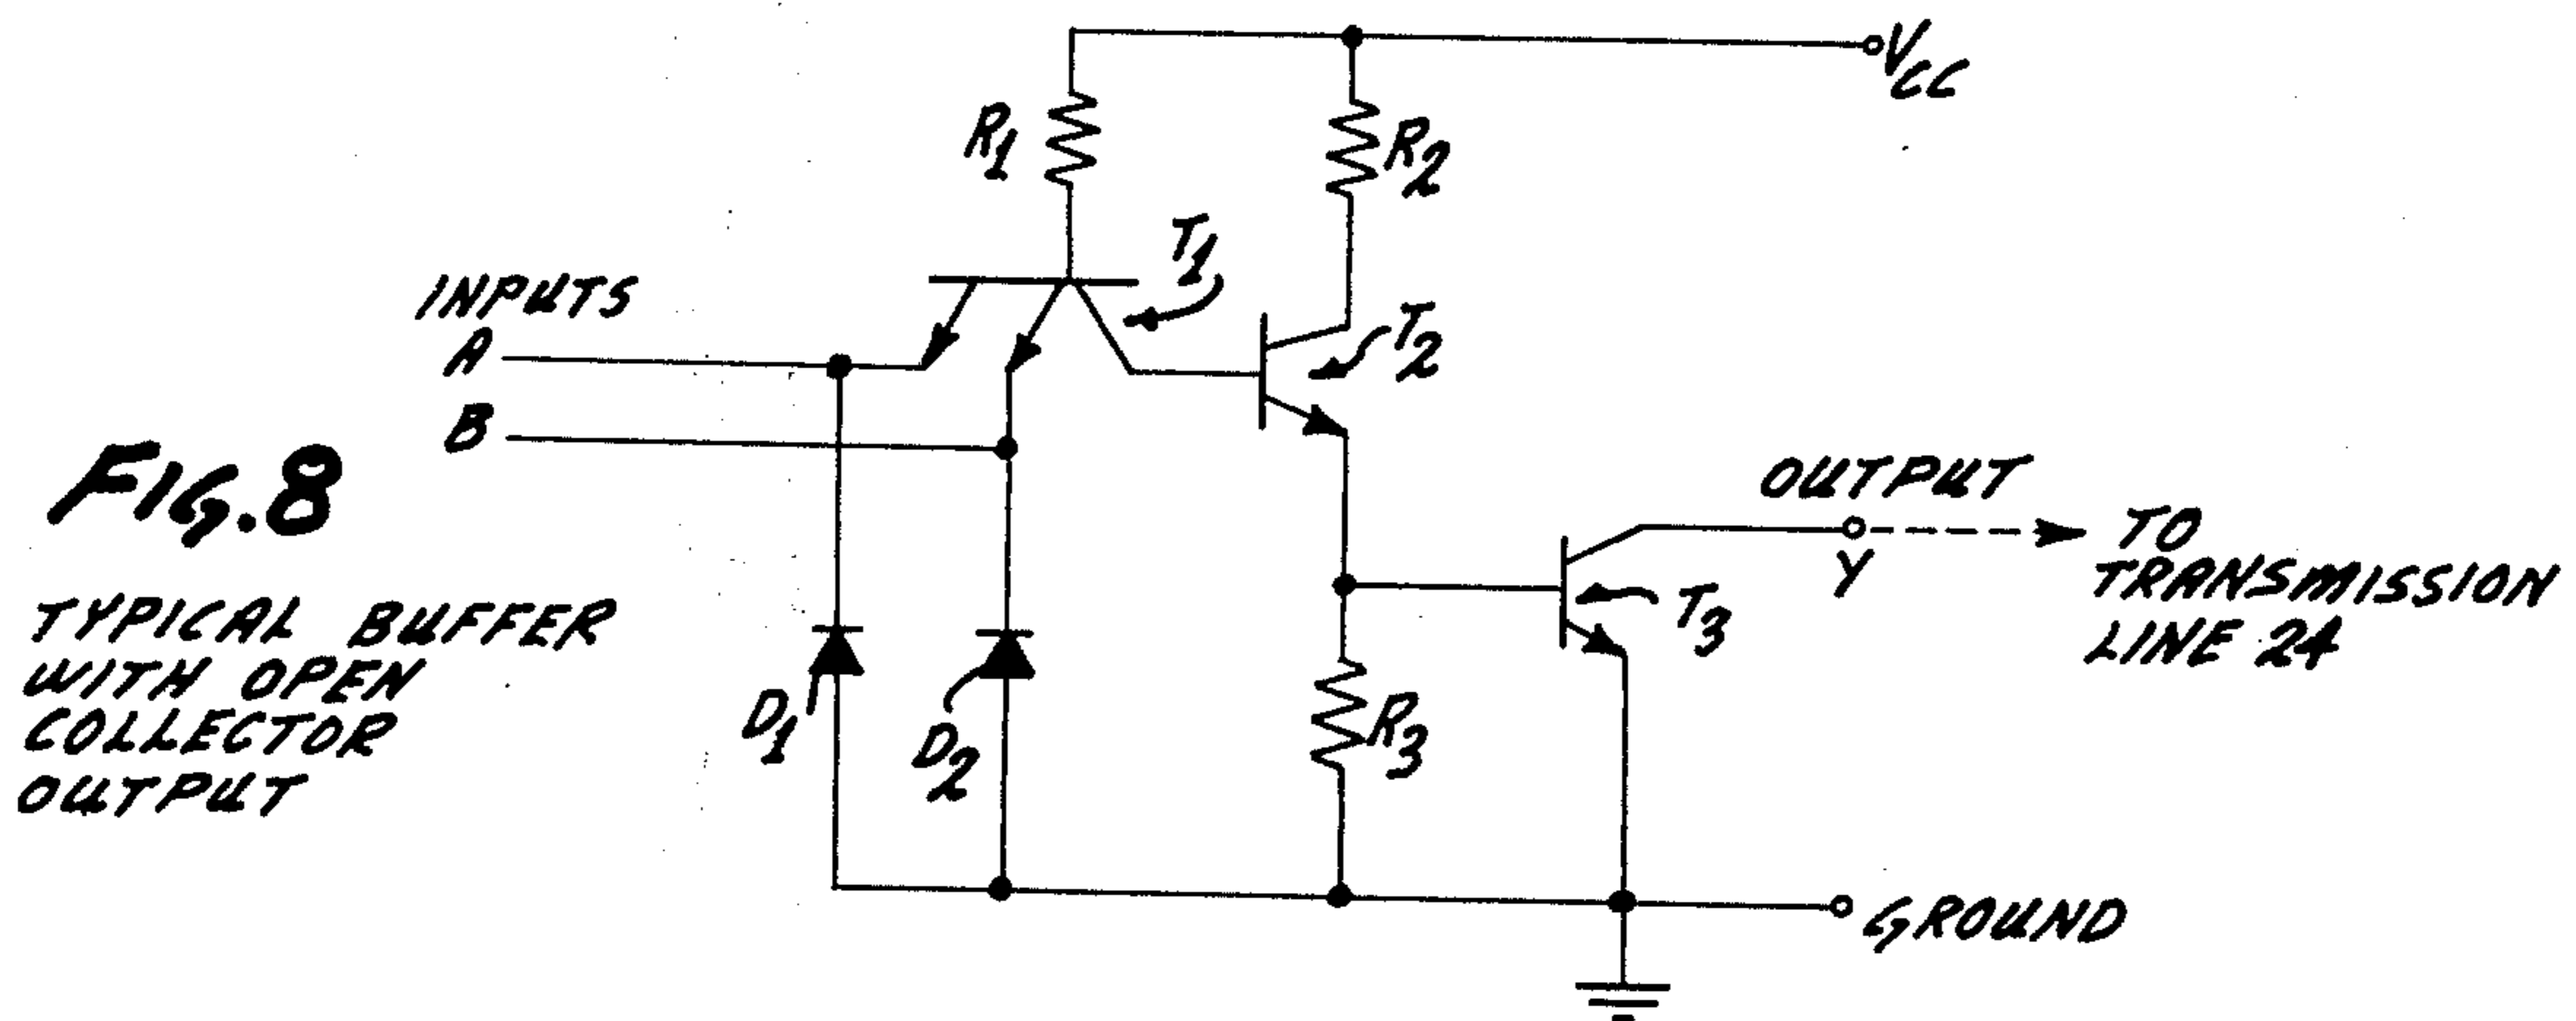 VCC
R1
R2
T1
INPUTS
A
T2
B
FIG. 8
OUTPUT
Y
TO
TRANSMISSION
LINE 24
T3
TYPICAL BUFFER
WITH OPEN
COLLECTOR
OUTPUT
D1
D2
R3
GROUND